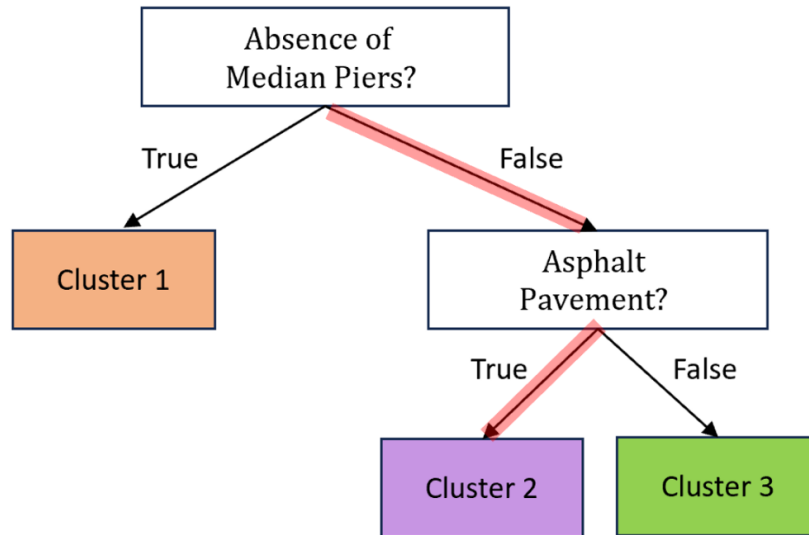 Absence of
Median Piers?
True
False
Cluster 1
Asphalt
Pavement?
True
False
Cluster 2
Cluster 3